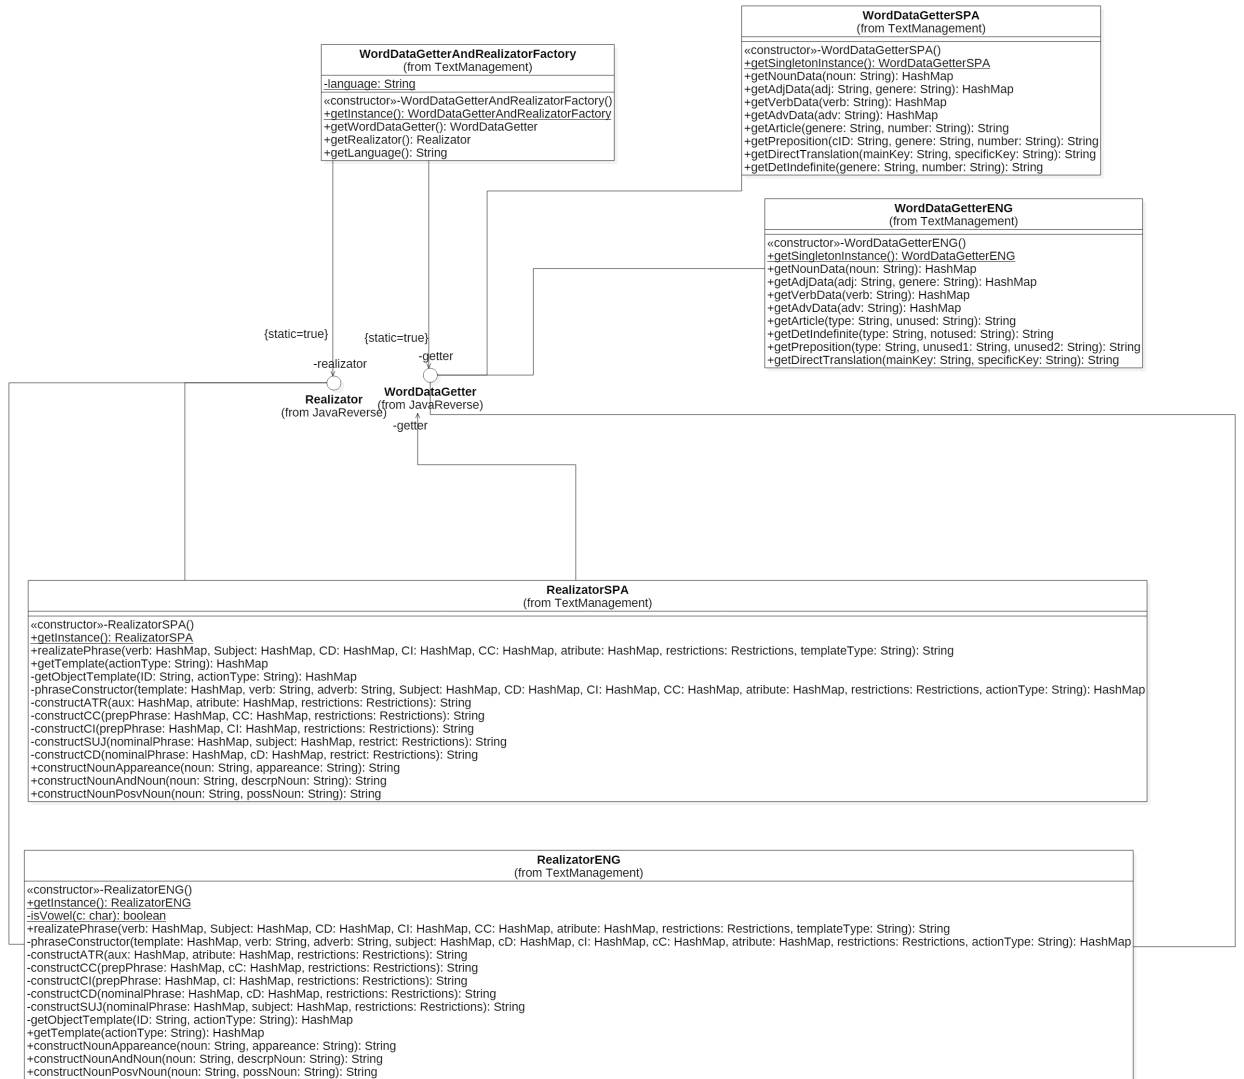 WordDataGetterSPA
(from TextManagement)
«constructor»-WordDataGetterSPA()
+getSingletonInstance(): WordDataGetterSPA
+getNounData(noun: String): HashMap
+getAdjData(adj: String, genere: String): HashMap
+getVerbData(verb: String): HashMap
+getAdvData(adv: String): HashMap
+getArticle(genere: String, number: String): String
+getPreposition(cID: String, genere: String, number: String): String
+getDirectTranslation(mainKey: String, specificKey: String): String
+getDetIndefinite(genere: String, number: String): String
WordDataGetterAndRealizatorFactory
(from TextManagement)
-language: String
«constructor»-WordDataGetterAndRealizatorFactory()
+getInstance(): WordDataGetterAndRealizatorFactory
+getWordDataGetter(): WordDataGetter
+getRealizator(): Realizator
+getLanguage(): String
WordDataGetterENG
(from TextManagement)
«constructor»-WordDataGetterENG()
+getSingletonInstance(): WordDataGetterENG
+getNounData(noun: String): HashMap
+getAdjData(adj: String, genere: String): HashMap
+getVerbData(verb: String): HashMap
+getAdvData(adv: String): HashMap
+getArticle(type: String, unused: String): String
+getDetIndefinite(type: String, notused: String): String
+getPreposition(type: String, unused1: String, unused2: String): String
+getDirectTranslation(mainKey: String, specificKey: String): String
{static=true}
{static=true}
-realizator
-getter
Realizator
(from JavaReverse)
WordDataGetter
(from JavaReverse)
-getter
RealizatorSPA
(from TextManagement)
«constructor»-RealizatorSPA()
+getInstance(): RealizatorSPA
+realizatePhrase(verb: HashMap, Subject: HashMap, CD: HashMap, CI: HashMap, CC: HashMap, atribute: HashMap, restrictions: Restrictions, templateType: String): String
+getTemplate(actionType: String): HashMap
-getObjectTemplate(ID: String, actionType: String): HashMap
-phraseConstructor(template: HashMap, verb: String, adverb: String, Subject: HashMap, CD: HashMap, CI: HashMap, CC: HashMap, atribute: HashMap, restrictions: Restrictions, actionType: String): HashMap
-constructATR(aux: HashMap, atribute: HashMap, restrictions: Restrictions): String
-constructCC(prepPhrase: HashMap, CC: HashMap, restrictions: Restrictions): String
-constructCI(prepPhrase: HashMap, CI: HashMap, restrictions: Restrictions): String
-constructSUJ(nominalPhrase: HashMap, subject: HashMap, restrict: Restrictions): String
-constructCD(nominalPhrase: HashMap, cD: HashMap, restrict: Restrictions): String
+constructNounAppareance(noun: String, appareance: String): String
+constructNounAndNoun(noun: String, descrpNoun: String): String
+constructNounPosvNoun(noun: String, possNoun: String): String
RealizatorENG
(from TextManagement)
«constructor»-RealizatorENG()
+getInstance(): RealizatorENG
-isVowel(c: char): boolean
+realizatePhrase(verb: HashMap, Subject: HashMap, CD: HashMap, CI: HashMap, CC: HashMap, atribute: HashMap, restrictions: Restrictions, templateType: String): String
-phraseConstructor(template: HashMap, verb: String, adverb: String, subject: HashMap, cD: HashMap, cI: HashMap, cC: HashMap, atribute: HashMap, restrictions: Restrictions, actionType: String): HashMap
-constructATR(aux: HashMap, atribute: HashMap, restrictions: Restrictions): String
-constructCC(prepPhrase: HashMap, cC: HashMap, restrictions: Restrictions): String
-constructCI(prepPhrase: HashMap, cI: HashMap, restrictions: Restrictions): String
-constructCD(nominalPhrase: HashMap, cD: HashMap, restrictions: Restrictions): String
-constructSUJ(nominalPhrase: HashMap, subject: HashMap, restrictions: Restrictions): String
-getObjectTemplate(ID: String, actionType: String): HashMap
+getTemplate(actionType: String): HashMap
+constructNounAppareance(noun: String, appareance: String): String
+constructNounAndNoun(noun: String, descrpNoun: String): String
+constructNounPosvNoun(noun: String, possNoun: String): String